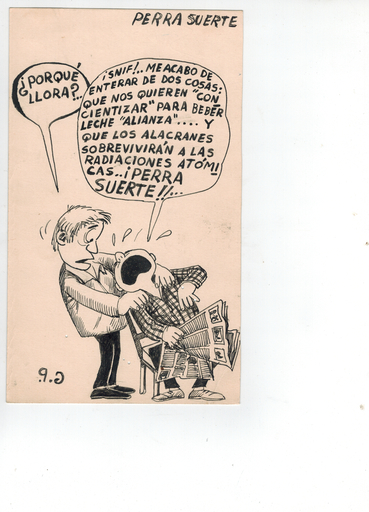 PERRA SUERTE
¿PORQUÉ
LLORA?..
¡SNIF!.. ME ACABO DE
ENTERAR DE DOS COSAS:
QUE NOS QUIEREN "CON
CIENTIZAR" PARA BEBER
LECHE "ALIANZA".... Y
QUE LOS ALACRANES
SOBREVIVIRÁN A LAS
RADIACIONES ATÓMI
CAS..¡PERRA
SUERTE!!...
G.P.